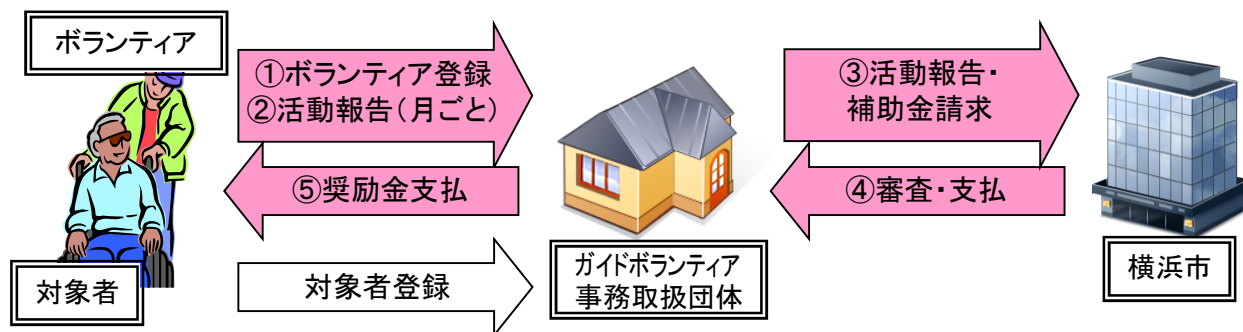 ボランティア
①ボランティア登録
②活動報告(月ごと)
③活動報告・
補助金請求
⑤奨励金支払
④審査・支払
対象者
対象者登録
ガイドボランティア
事務取扱団体
横浜市